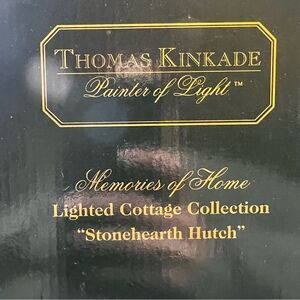 THOMAS KINKADE
Painter of Light™
Memories of Home
Lighted Cottage Collection
“Stonehearth Hutch”